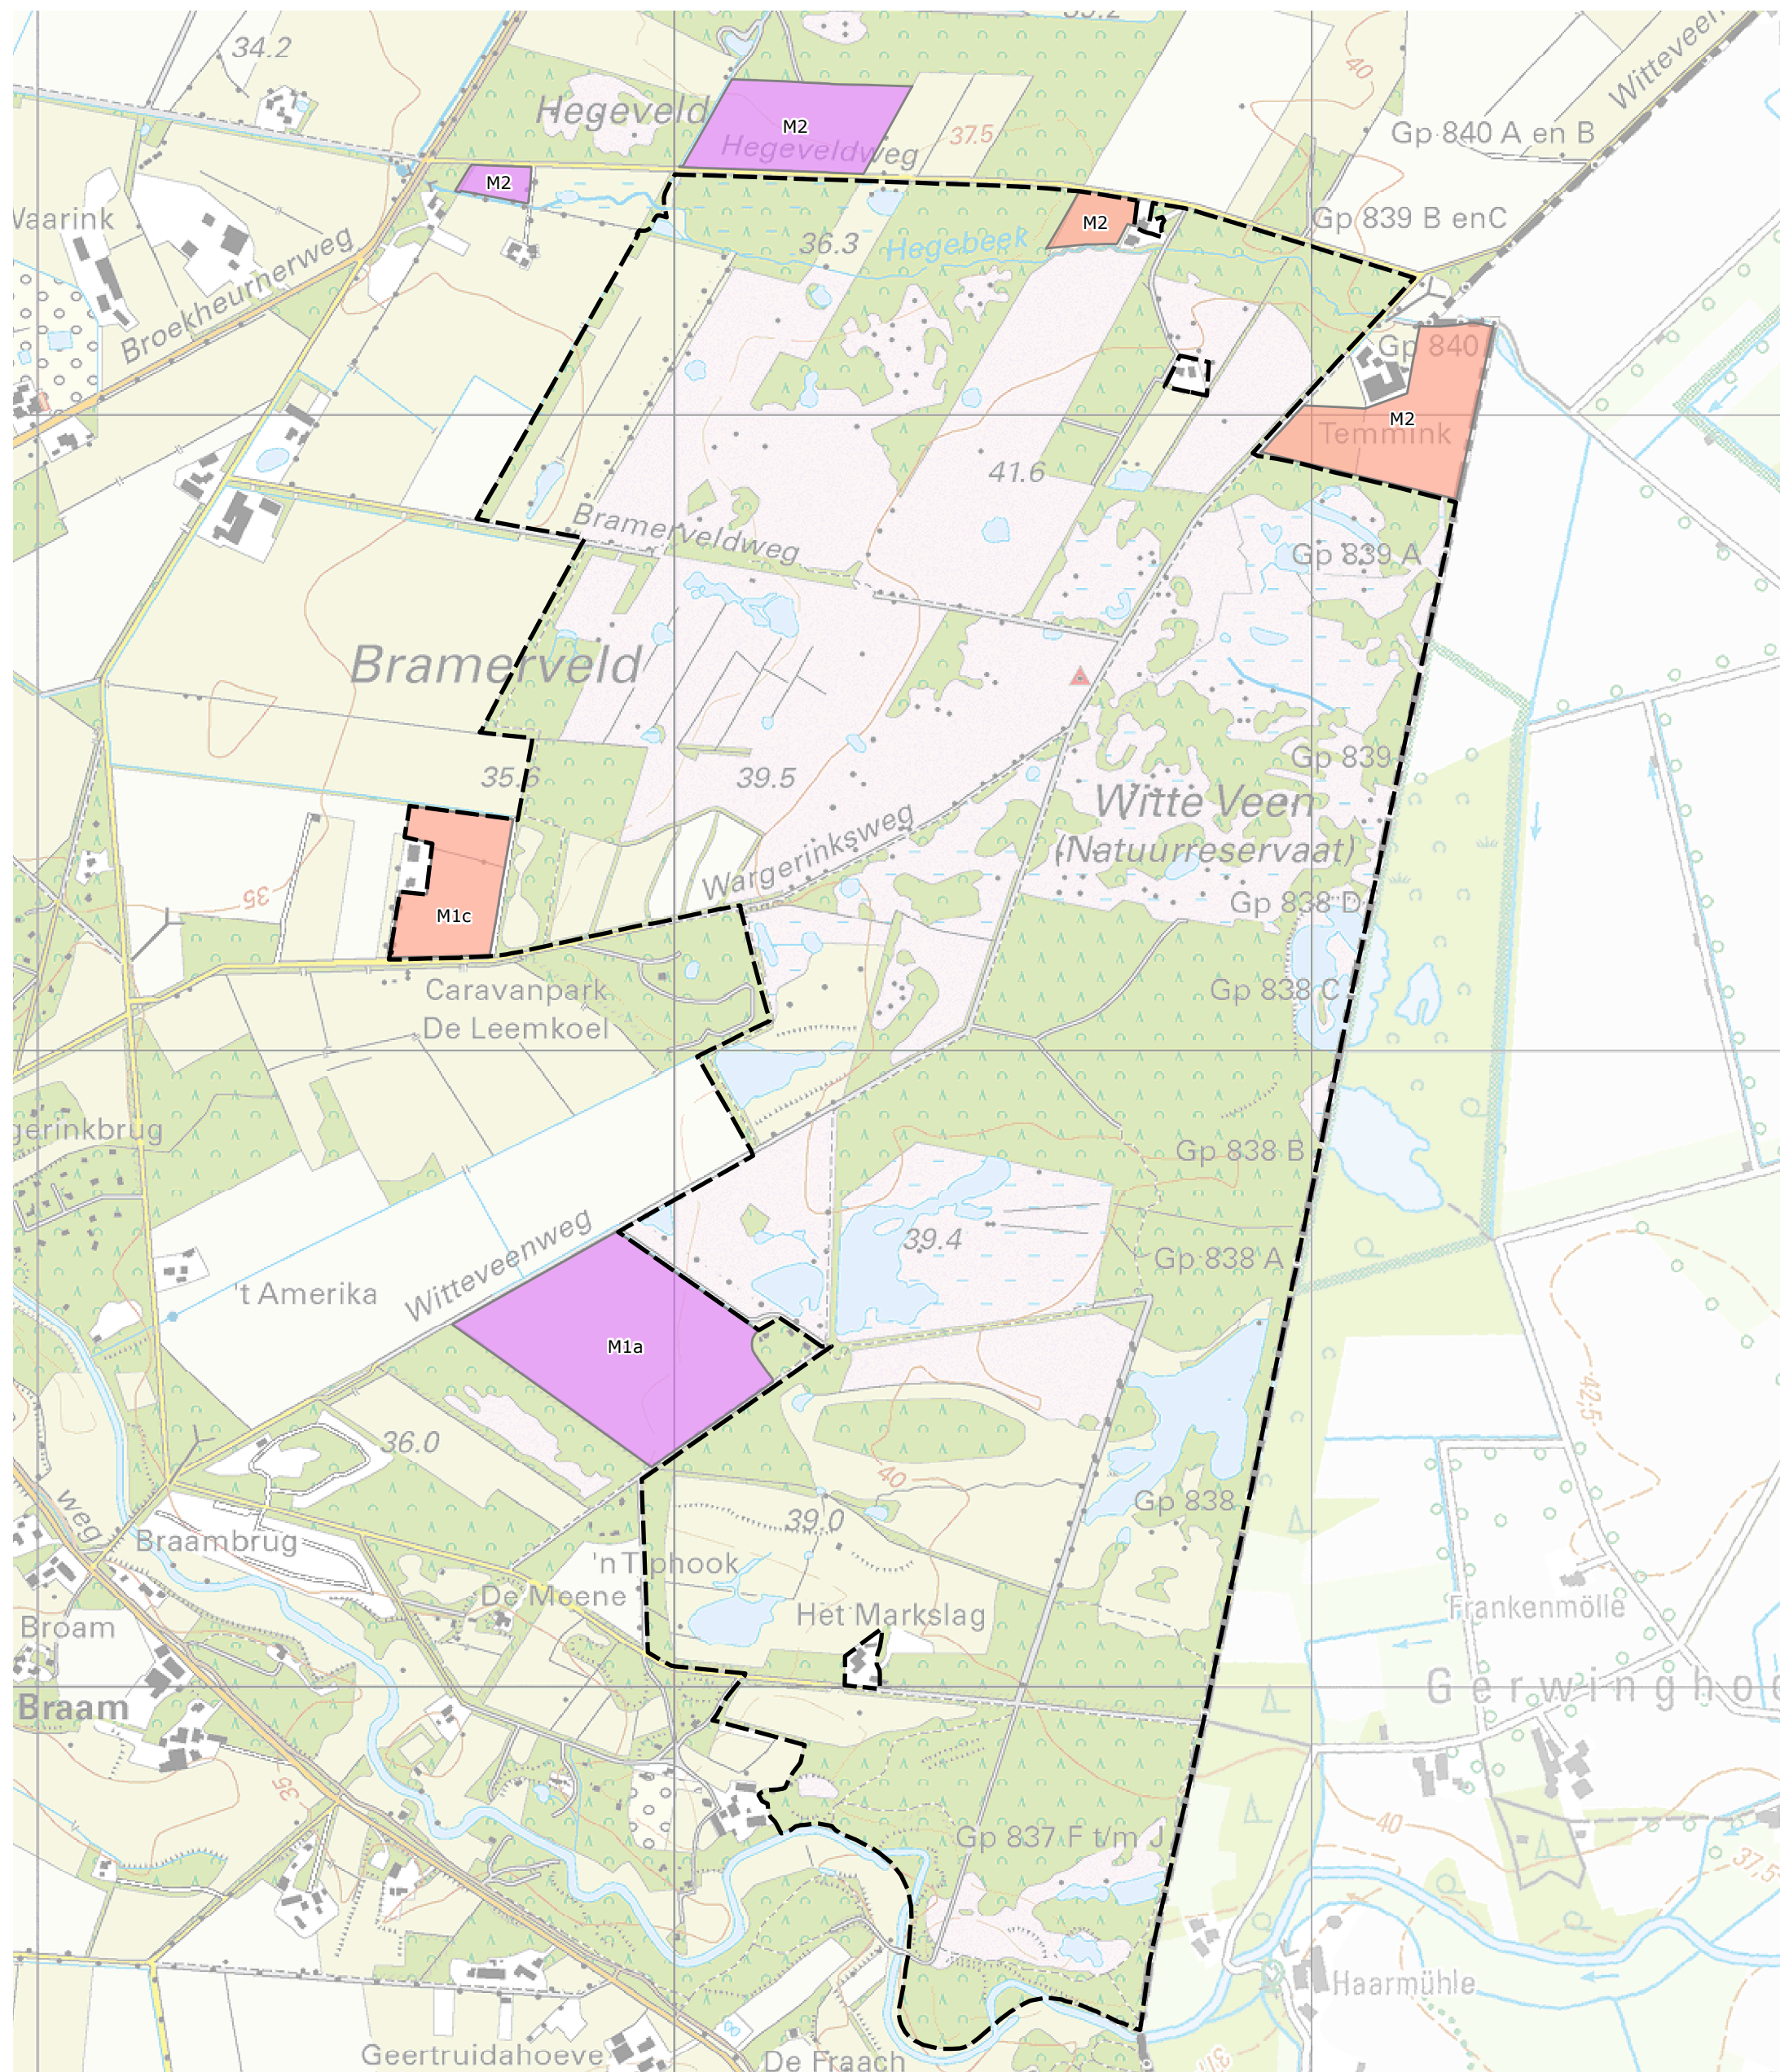 34.2
Hegeveld
M2
Hegeveldweg
37.5
40
Witteveen
Gp 840 A en B
M2
Waarink
Broekheurnerweg
36.3
Hegebeek
M2
Gp 839 B enC
Gp 840
M2
Temmink
41.6
Bramerveldweg
Gp 839 A
Bramerveld
35.6
39.5
Gp 839
Witte Veen
(Natuurreservaat)
Wargerinksweg
Gp 838 D
35
M1c
Caravanpark
De Leemkoel
Gp 838 C
gerinkbrug
Gp 838 B
39.4
Gp 838 A
Witteveenweg
't Amerika
M1a
42,5
36.0
40
39.0
Gp 838
weg
Braambrug
'n Tiphook
De Meene
Het Markslag
Broam
Frankenmölle
Braam
Gerwingho
35
Gp 837 F t/m J
40
37.5
Haarmühle
Geertruidahoeve
De Fraach